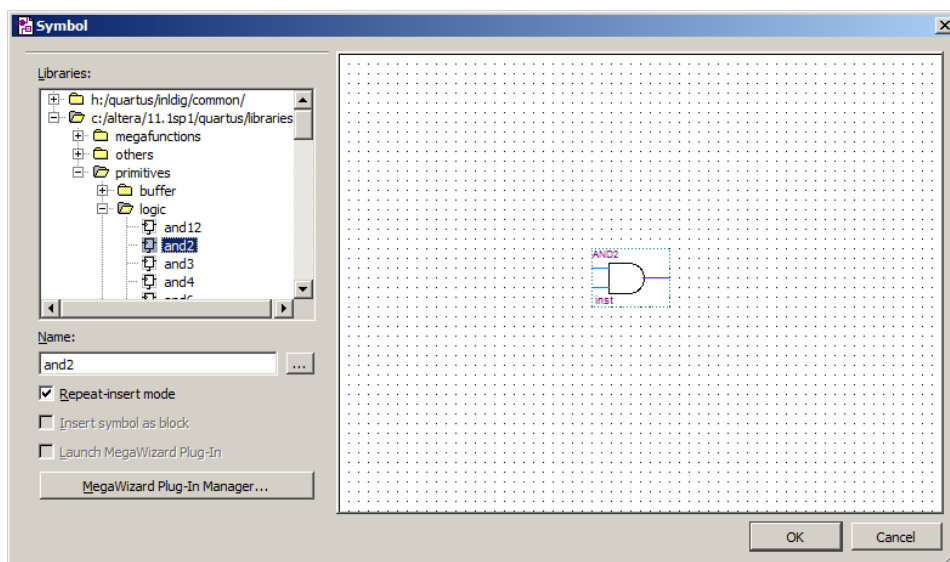 Symbol
Libraries:
h:/quartus/inldig/common/
c:/altera/11.1sp1/quartus/libraries
megafunctions
others
primitives
buffer
logic
and12
and2
and3
and4
AND2
inst
Name:
and2
...
Repeat-insert mode
Insert symbol as block
Launch MegaWizard Plug-In
MegaWizard Plug-In Manager...
OK
Cancel